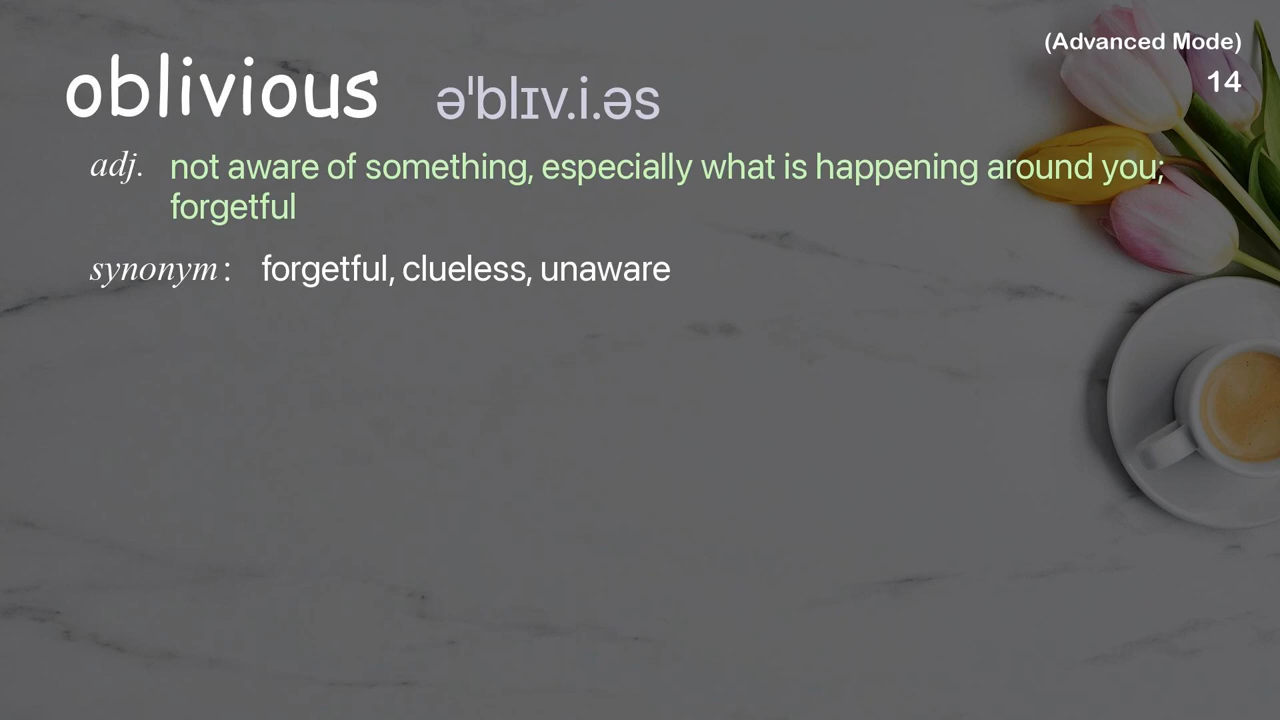 (Advanced Mode)
14
oblivious əˈblɪv.i.əs
adj. not aware of something, especially what is happening around you;
forgetful
synonym : forgetful, clueless, unaware